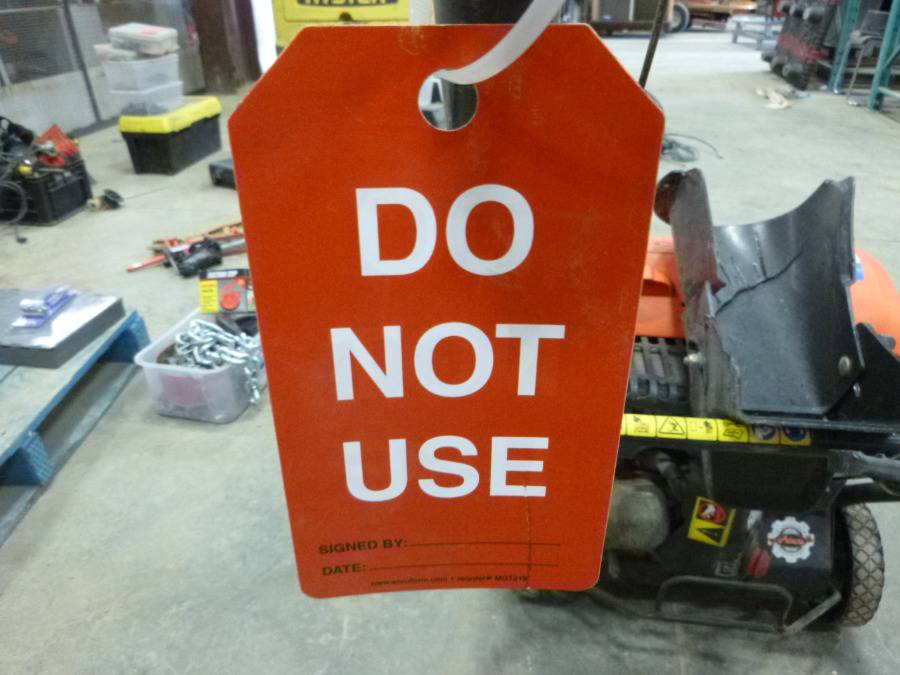 DO
NOT
USE
SIGNED BY:
DATE: